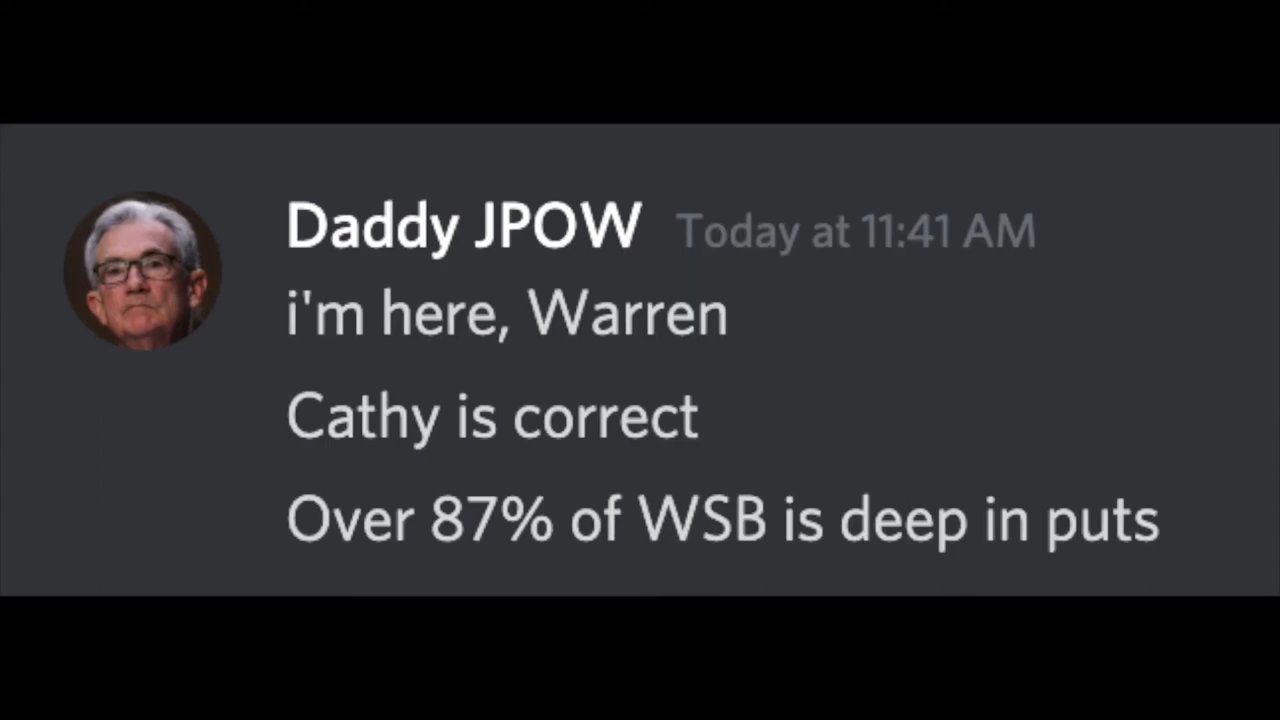 Daddy JPOW Today at 11:41 AM
i'm here, Warren
Cathy is correct
Over 87% of WSB is deep in puts